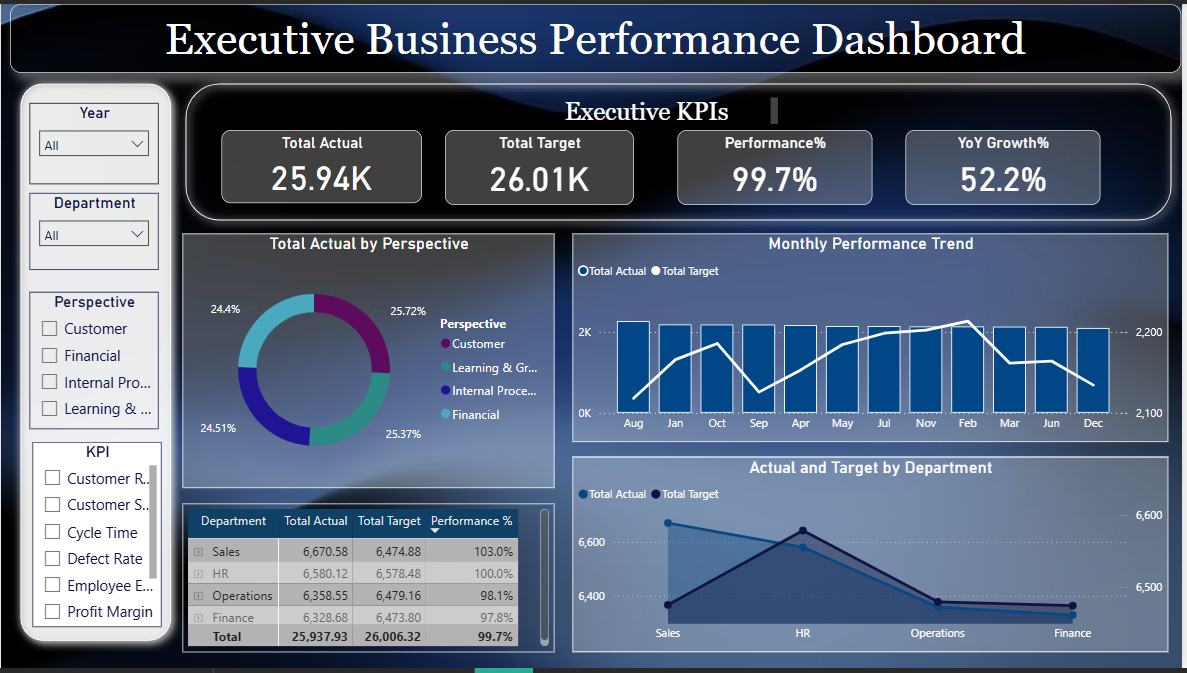 Executive Business Performance Dashboard
Year
All
Department
All
Perspective
Customer
Financial
Internal Pro...
Learning & ...
KPI
Customer R..
Customer S..
Cycle Time
Defect Rate
Employee E...
Profit Margin
Executive KPIs
Total Actual
25.94K
Total Target
26.01K
Performance%
99.7%
YoY Growth%
52.2%
Total Actual by Perspective
24.4%
25.72%
24.51%
25.37%
Perspective
Customer
Learning & Gr...
Internal Proce...
Financial
Monthly Performance Trend
Total Actual Total Target
2K
0K
2,200
2,100
Aug Jan Oct Sep Apr May Jul Nov Feb Mar Jun Dec
Department Total Actual Total Target Performance %
Sales 6,670.58 6,474.88 103.0%
HR 6,580.12 6,578.48 100.0%
Operations 6,358.55 6,479.16 98.1%
Finance 6,328.68 6,473.80 97.8%
Total 25,937.93 26,006.32 99.7%
Actual and Target by Department
Total Actual Total Target
6,600
6,400
6,600
6,500
Sales HR Operations Finance